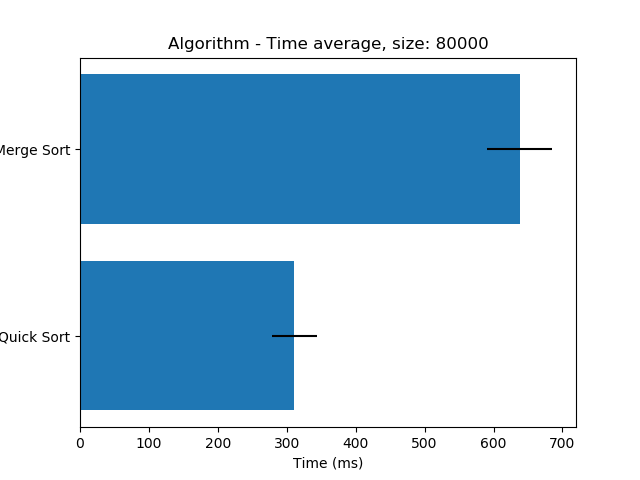 Algorithm - Time average, size: 80000
Merge Sort
Quick Sort
0 100 200 300 400 500 600 700
Time (ms)